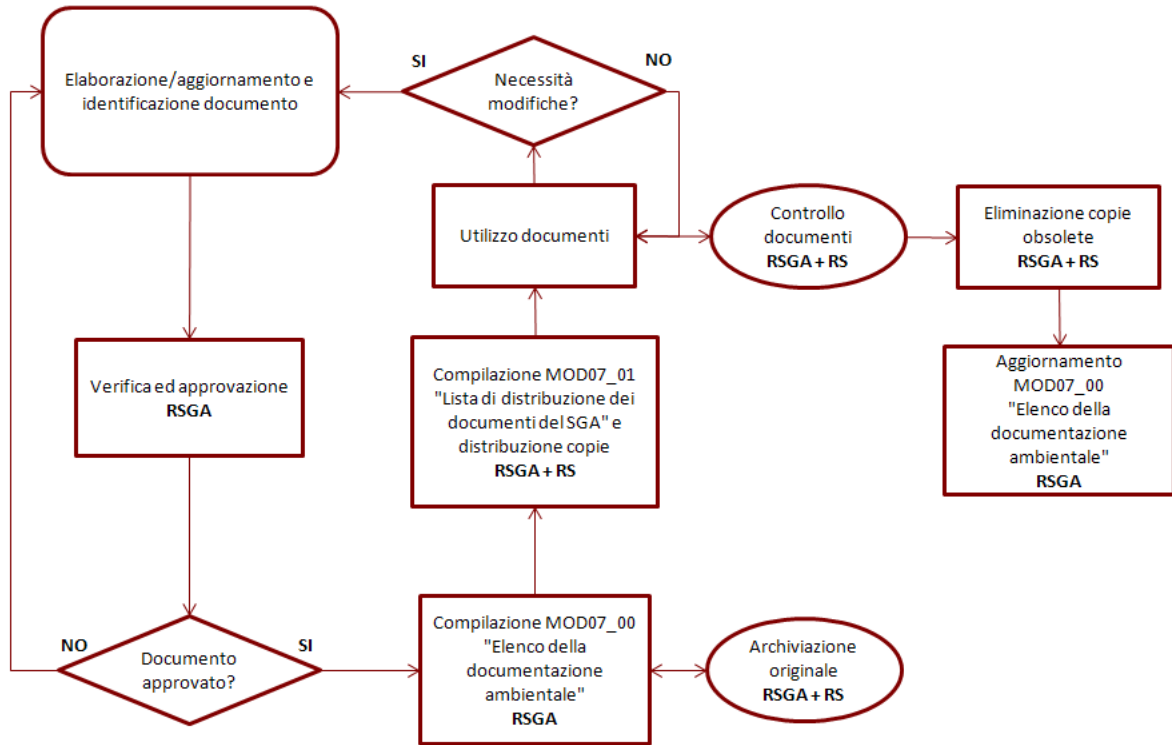 Elaborazione/aggiornamento e
identificazione documento
SI
Necessità
modifiche?
NO
Utilizzo documenti
Controllo
documenti
RSGA + RS
Eliminazione copie
obsolete
RSGA + RS
Verifica ed approvazione
RSGA
Compilazione MOD07_01
"Lista di distribuzione dei
documenti del SGA" e
distribuzione copie
RSGA + RS
Aggiornamento
MOD07_00
"Elenco della
documentazione
ambientale"
RSGA
NO
Documento
approvato?
SI
Compilazione MOD07_00
"Elenco della
documentazione
ambientale"
RSGA
Archiviazione
originale
RSGA + RS